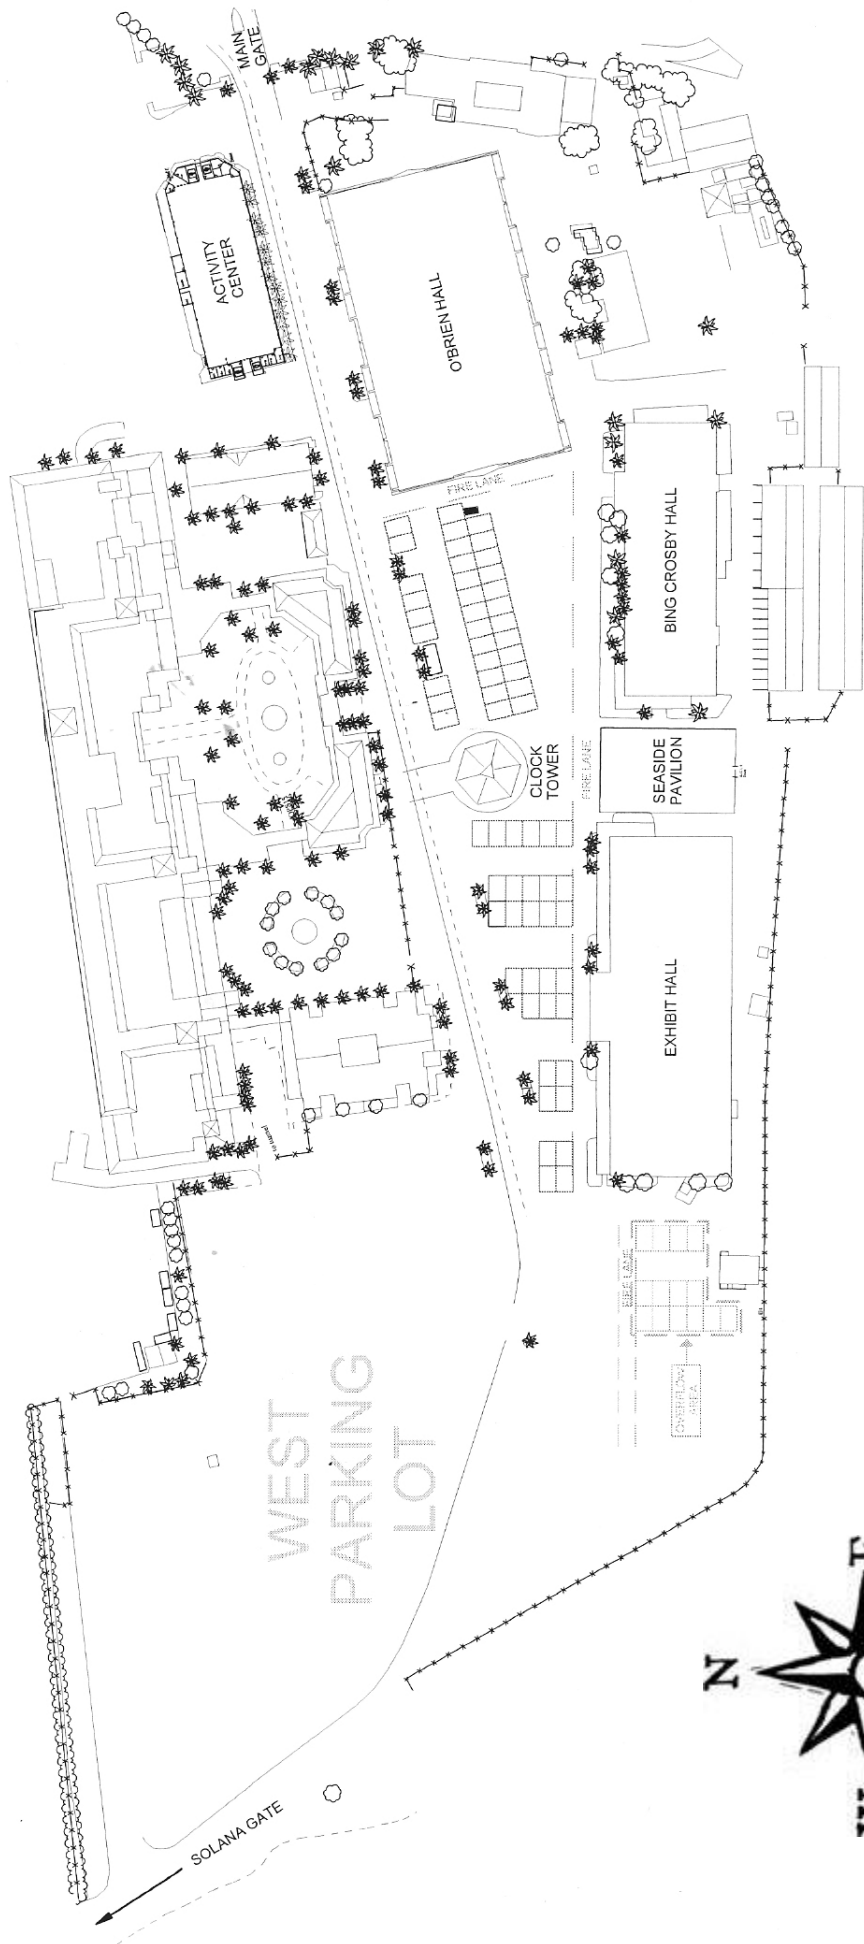 MAIN
GATE
ACTIVITY
CENTER
O'BRIEN HALL
FIRE LANE
BING CROSBY HALL
CLOCK
TOWER
FIRE LANE
SEASIDE
PAVILION
EXHIBIT HALL
FIRE LANE
OVERFLOW
AREA
WEST
PARKING
LOT
SOLANA GATE
N